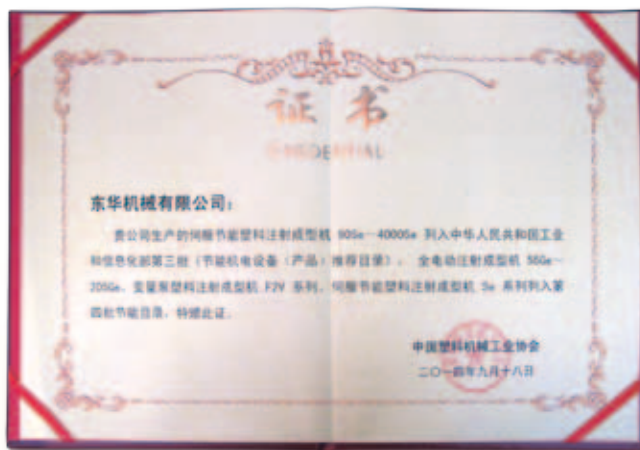 证书
CREDENTIAL
东华机械有限公司：
贵公司生产的伺服节能塑料注射成型机 90Se—4000Se 列入中华人民共和国工业
和信息化部第三批（节能机电设备（产品）推荐目录），全电动注射成型机
变量泵塑料注射成型机 F2V 系列、伺服节能塑料注射成型机 Se 系列列入第
四批节能目录，特颁此证。
中国塑料机械工业协会
二〇一四年九月十八日